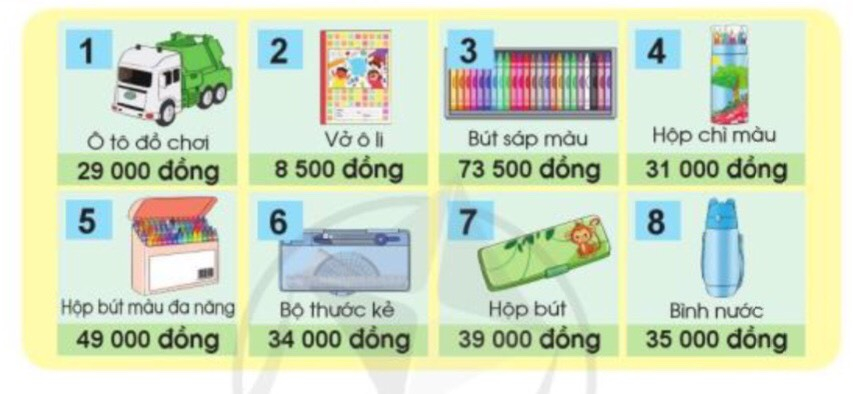 1
Ô tô đồ chơi
29 000 đồng
2
Vở ô li
8 500 đồng
3
Bút sáp màu
73 500 đồng
4
Hộp chì màu
31 000 đồng
5
Hộp bút màu đa năng
49 000 đồng
6
Bộ thước kẻ
34 000 đồng
7
Hộp bút
39 000 đồng
8
Bình nước
35 000 đồng